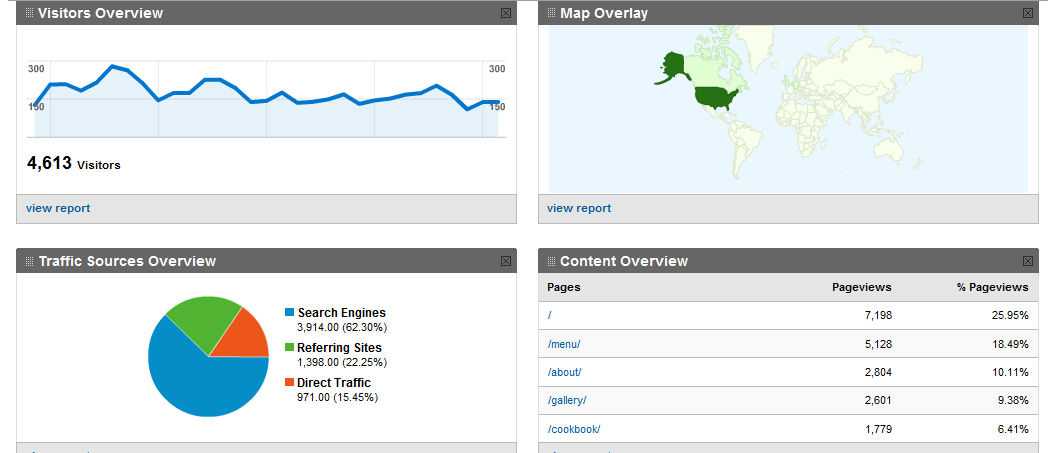 Visitors Overview
300 300
150 150
4,613 Visitors
view report
Map Overlay
view report
Traffic Sources Overview
Search Engines
3,914.00 (62.30%)
Referring Sites
1,398.00 (22.25%)
Direct Traffic
971.00 (15.45%)
Content Overview
Pages Pageviews % Pageviews
/ 7,198 25.95%
/menu/ 5,128 18.49%
/about/ 2,804 10.11%
/gallery/ 2,601 9.38%
/cookbook/ 1,779 6.41%